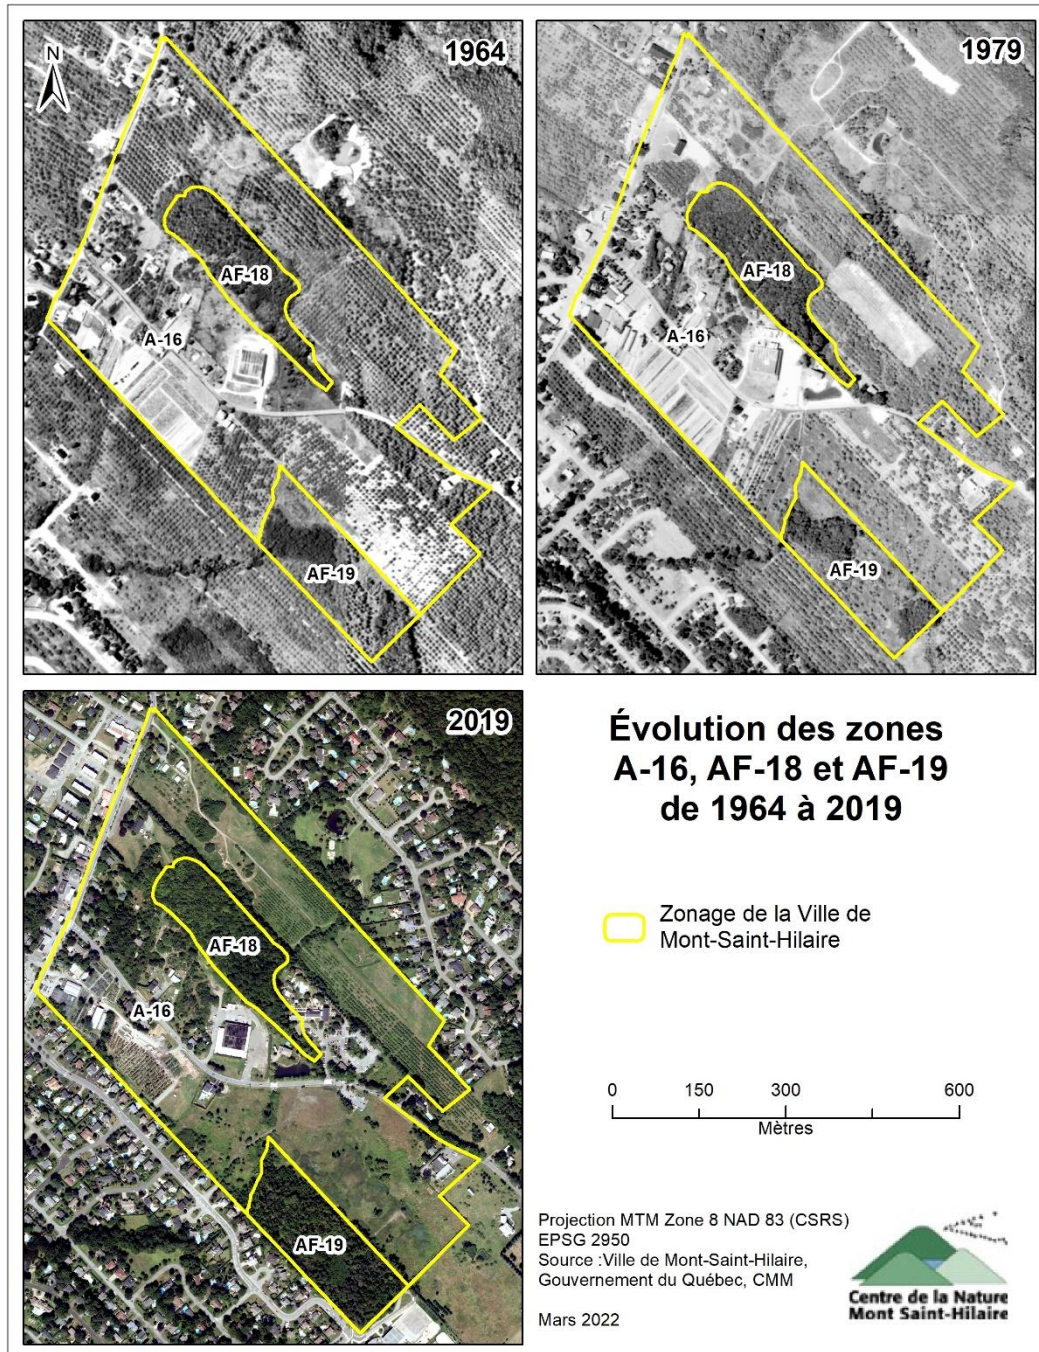 N
1964
AF-18
A-16
AF-19
1979
AF-18
A-16
AF-19
2019
AF-18
A-16
AF-19
Évolution des zones
A-16, AF-18 et AF-19
de 1964 à 2019
Zonage de la Ville de
Mont-Saint-Hilaire
0 150 300 600
Mètres
Projection MTM Zone 8 NAD 83 (CSRS)
EPSG 2950
Source :Ville de Mont-Saint-Hilaire,
Gouvernement du Québec, CMM
Mars 2022
Centre de la Nature
Mont Saint-Hilaire